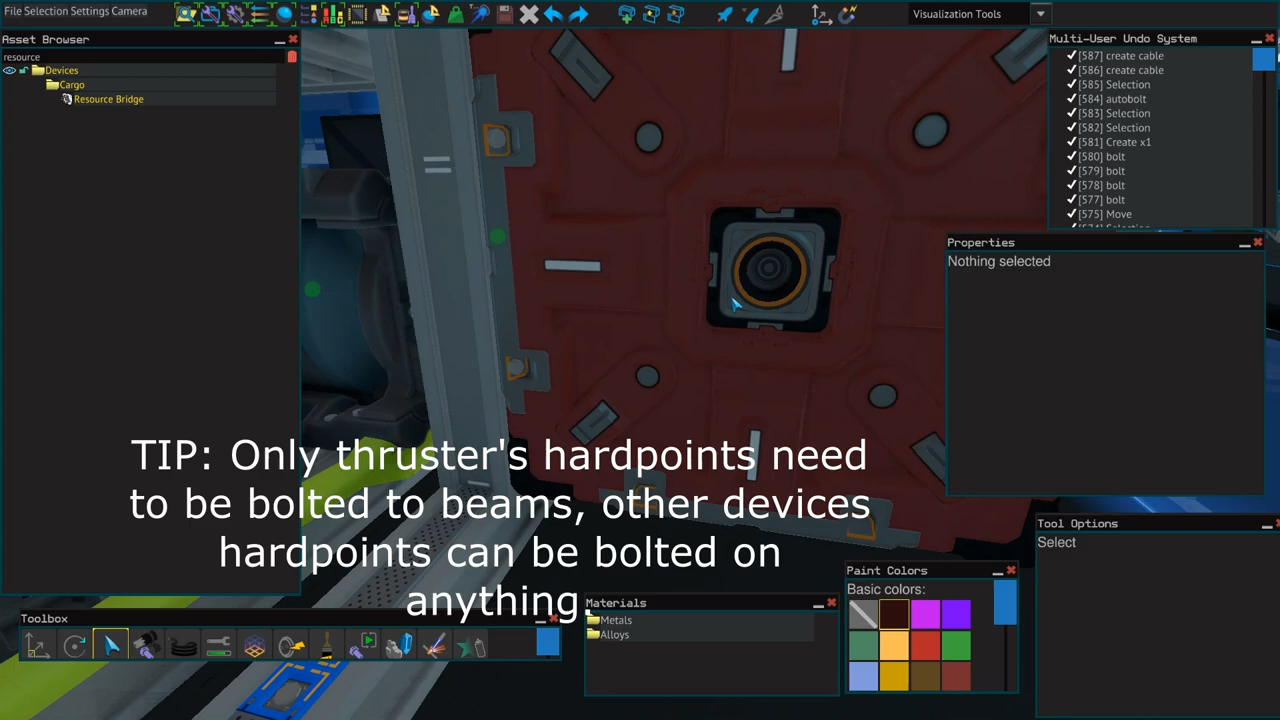 File Selection Settings Camera
Visualization Tools
Asset Browser
resource
Devices
Cargo
Resource Bridge
Multi-User Undo System
[587] create cable
[586] create cable
[585] Selection
[584] autobolt
[583] Selection
[582] Selection
[581] Create x1
[580] bolt
[579] bolt
[578] bolt
[577] bolt
[575] Move
Properties
Nothing selected
TIP: Only thruster's hardpoints need
to be bolted to beams, other devices
hardpoints can be bolted on
anything.
Toolbox
Materials
Metals
Alloys
Paint Colors
Basic colors:
Tool Options
Select